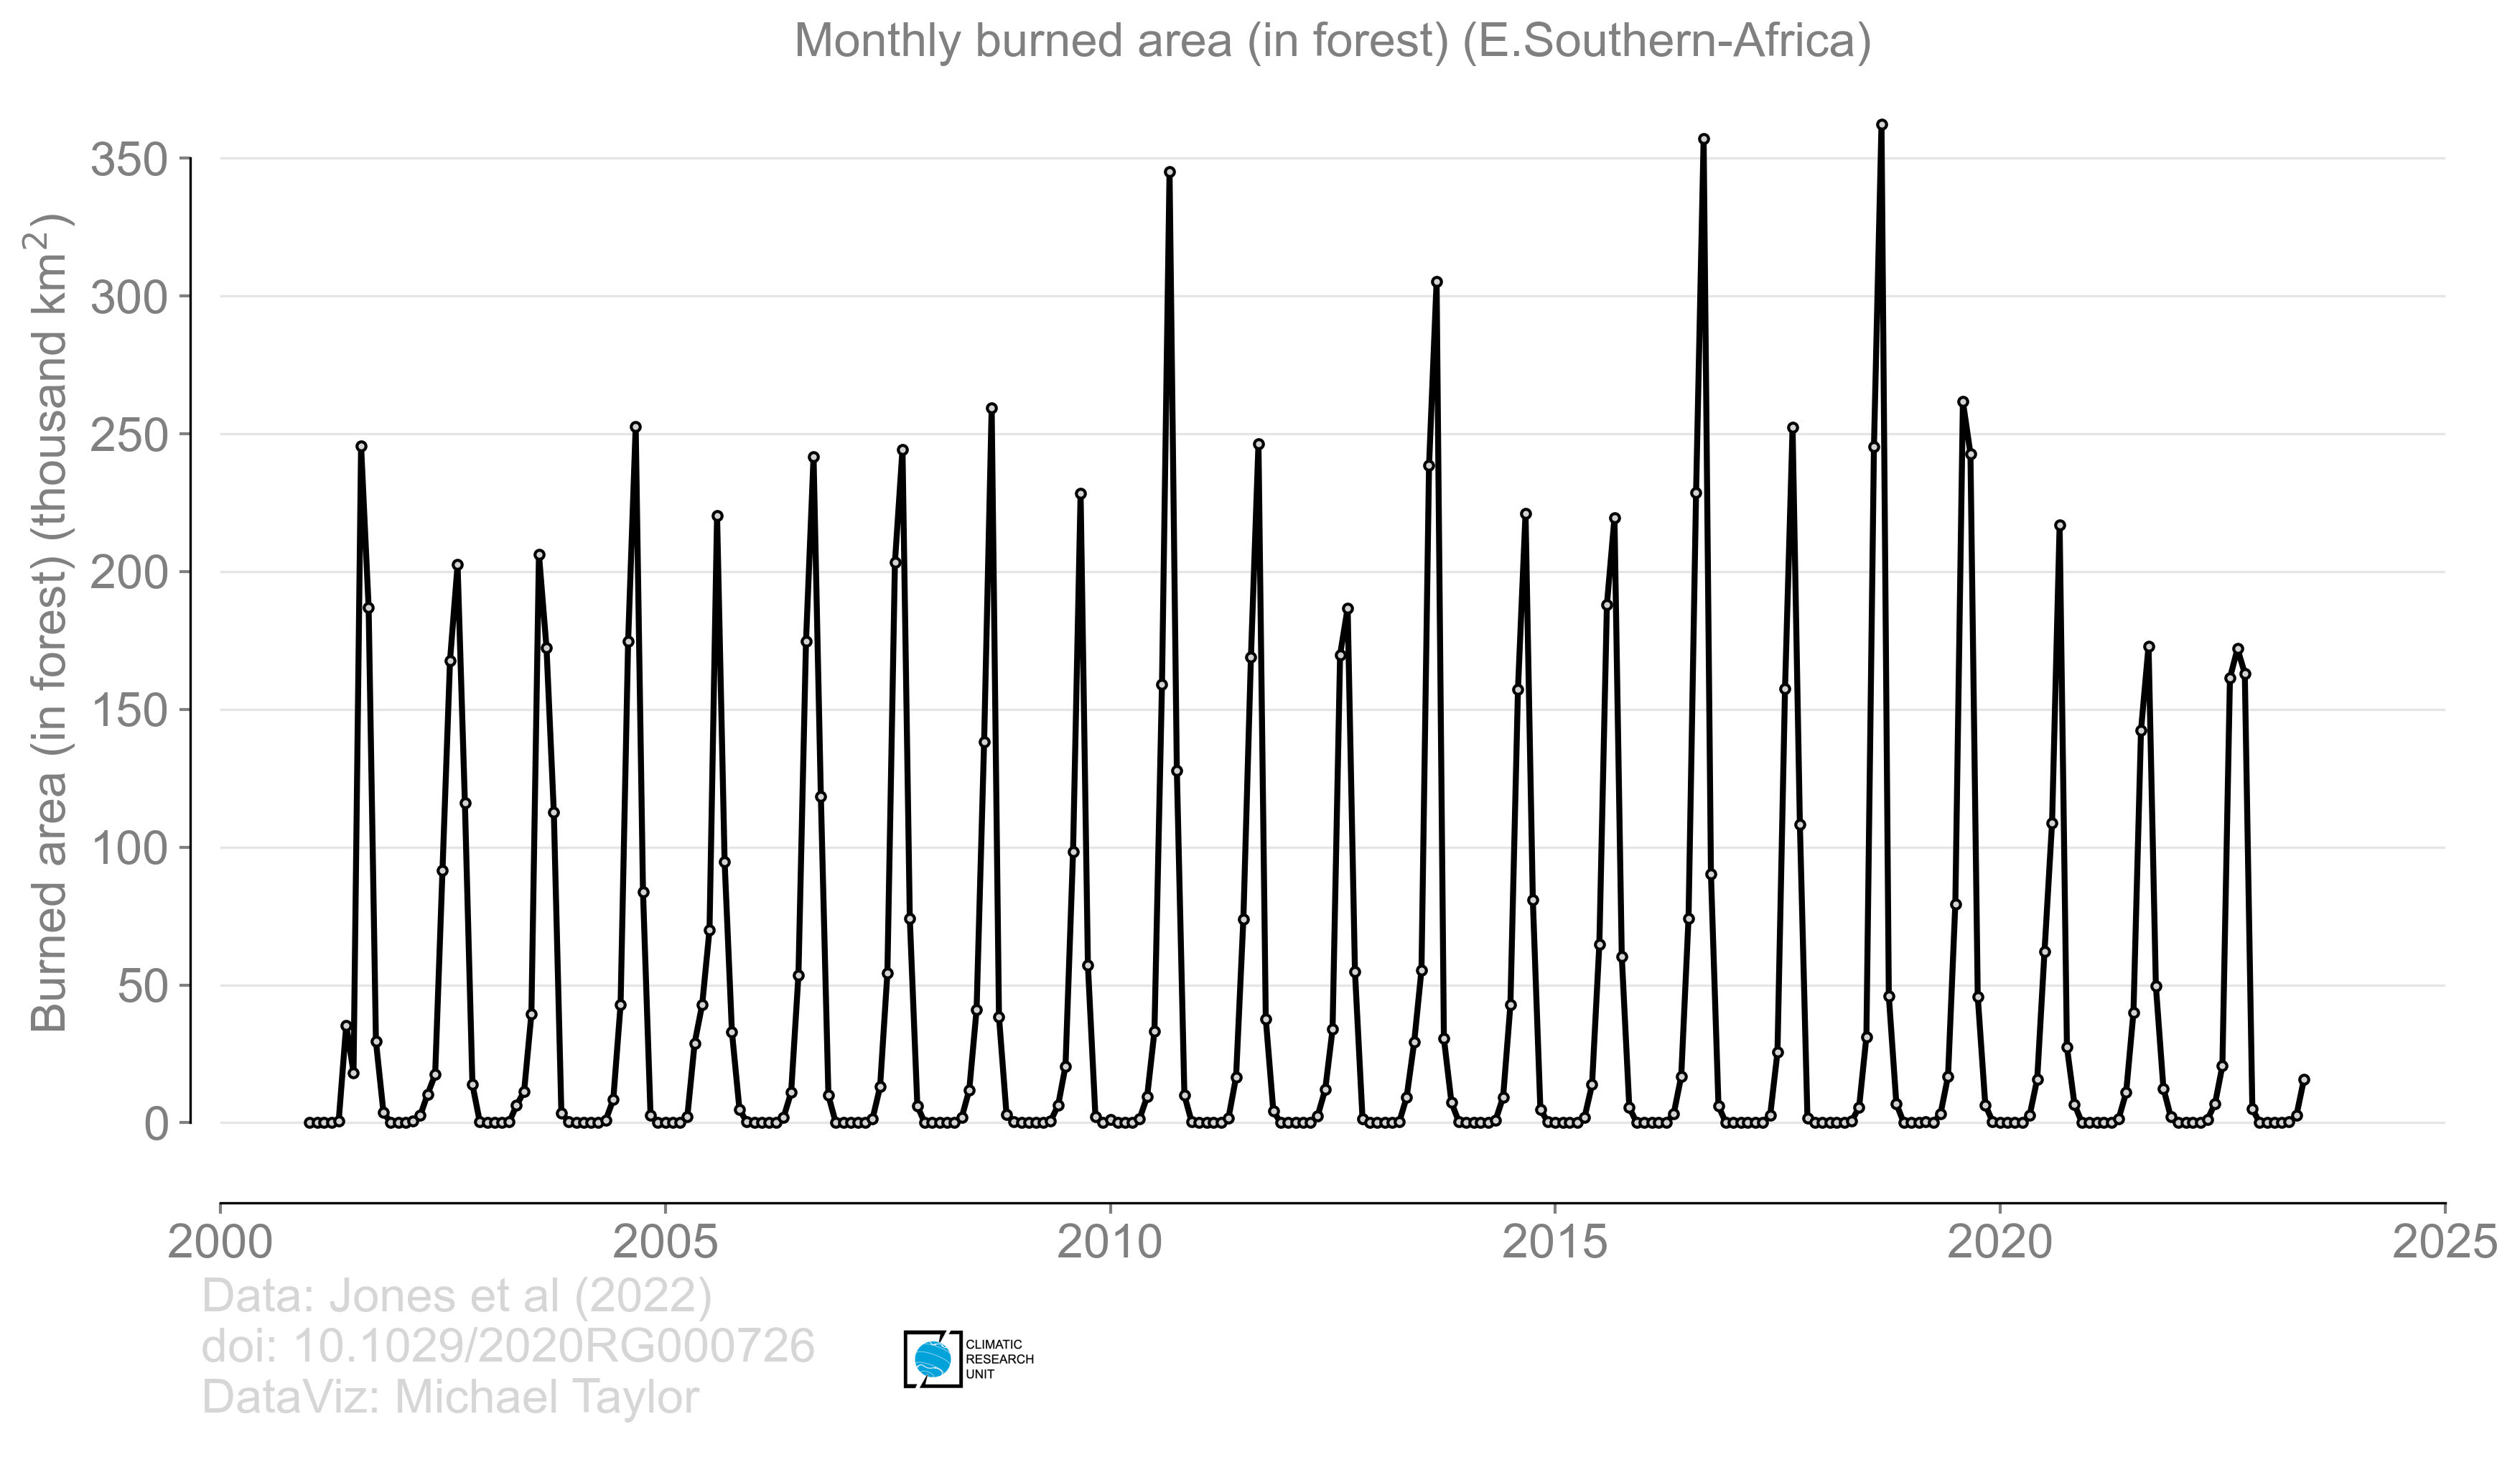 Monthly burned area (in forest) (E.Southern-Africa)
Burned area (in forest) (thousand km²)
350
300
250
200
150
100
50
0
2000 2005 2010 2015 2020 2025
Data: Jones et al (2022)
doi: 10.1029/2020RG000726
DataViz: Michael Taylor
CLIMATIC
RESEARCH
UNIT